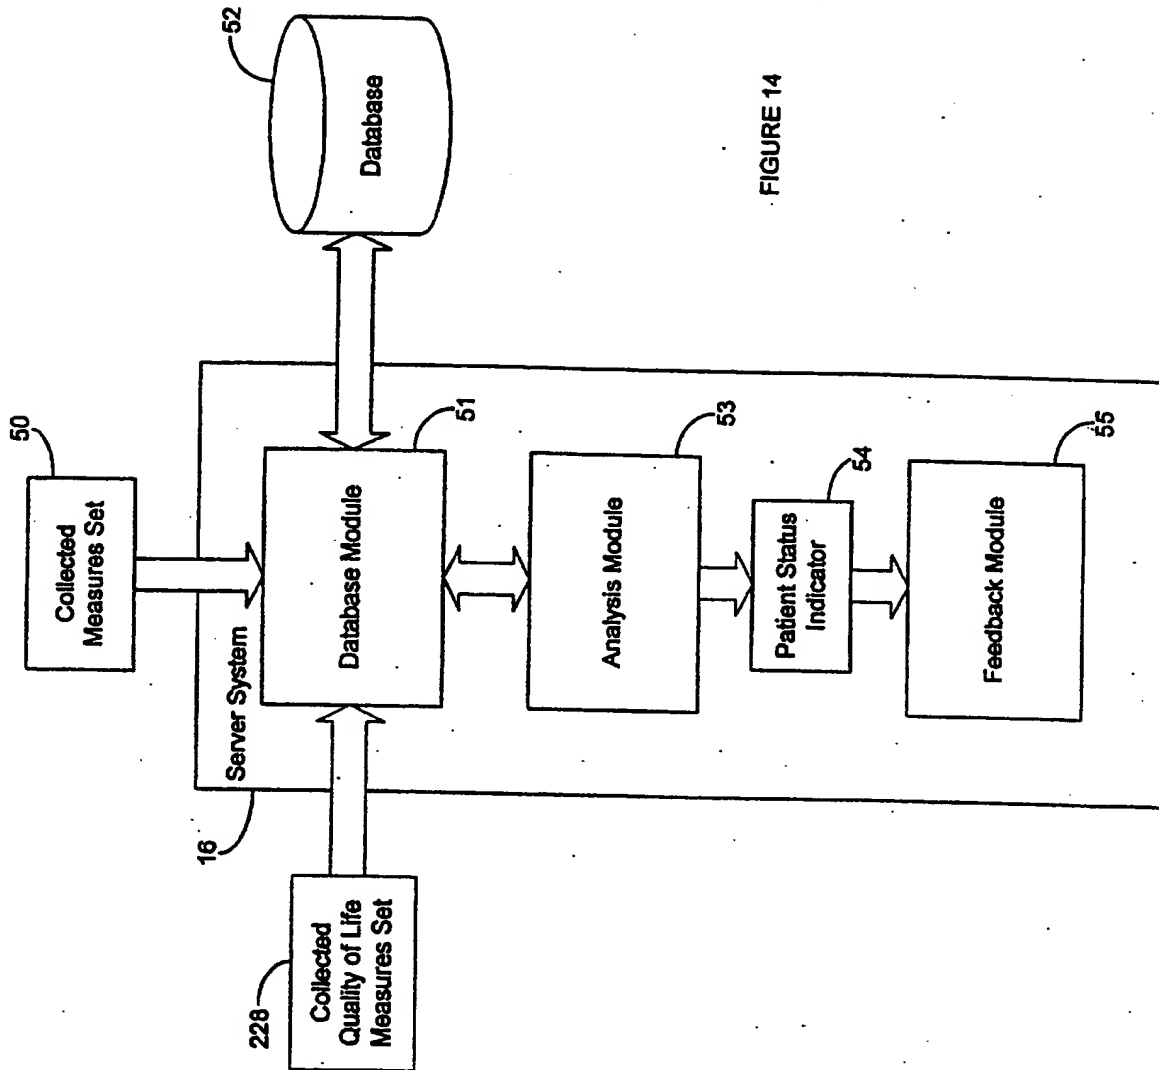 50
Collected
Measures Set
16
52
Server System
228
Collected
Quality of Life
Measures Set
Database Module
Database
51
Analysis Module
53
FIGURE 14
Patient Status
Indicator
54
Feedback Module
55